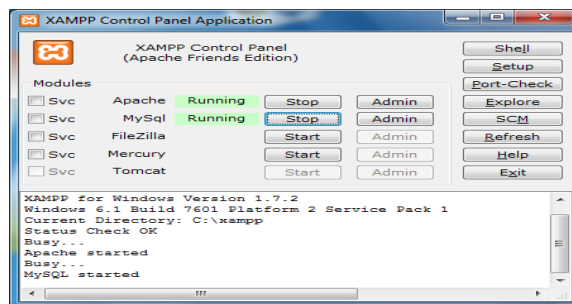 XAMPP Control Panel Application
XAMPP Control Panel
(Apache Friends Edition)
Shell
Setup
Modules
Port-Check
Svc Apache Running Stop Admin Explore
Svc MySql Running Stop Admin SCM
Svc FileZilla Start Admin Refresh
Svc Mercury Start Admin Help
Svc Tomcat Start Admin Exit
XAMPP for Windows Version 1.7.2
Windows 6.1 Build 7601 Platform 2 Service Pack 1
Current Directory: C:\xampp
Status Check OK
Busy...
Apache started
Busy...
MySQL started